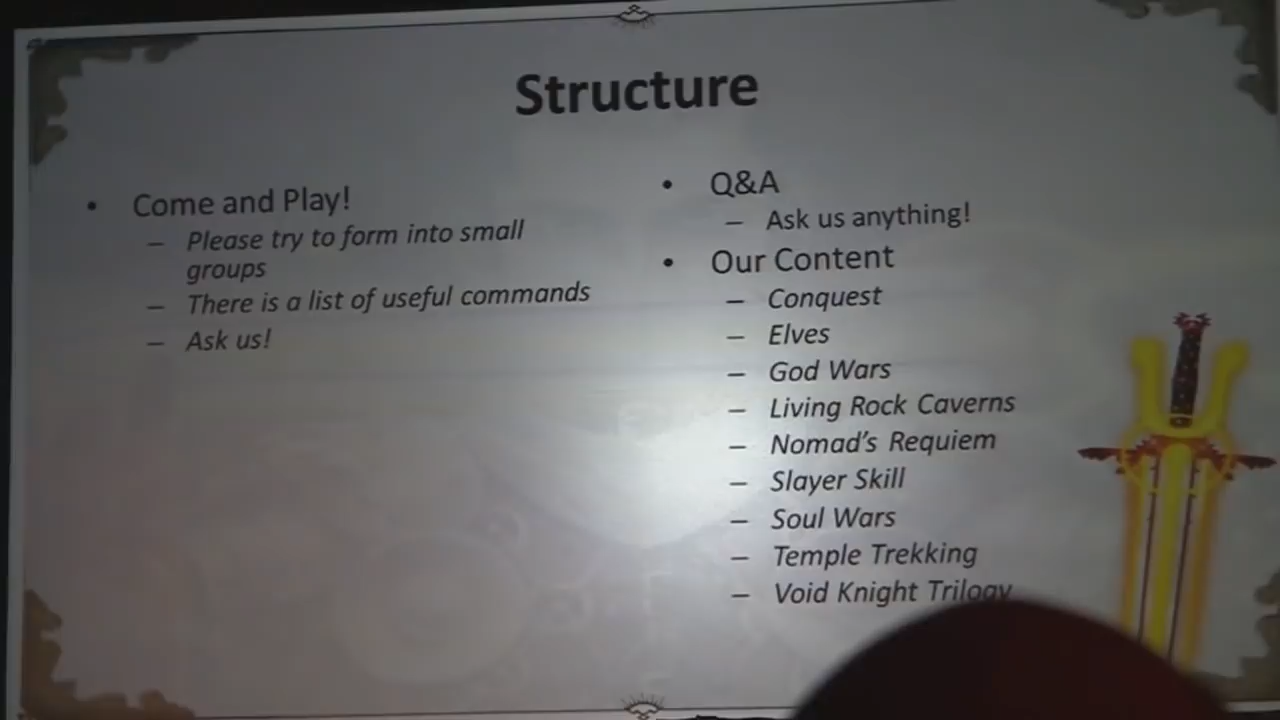 Structure
• Come and Play!
– Please try to form into small
groups
– There is a list of useful commands
– Ask us!
• Q&A
– Ask us anything!
• Our Content
– Conquest
– Elves
– God Wars
– Living Rock Caverns
– Nomad's Requiem
– Slayer Skill
– Soul Wars
– Temple Trekking
– Void Knight Trilogy